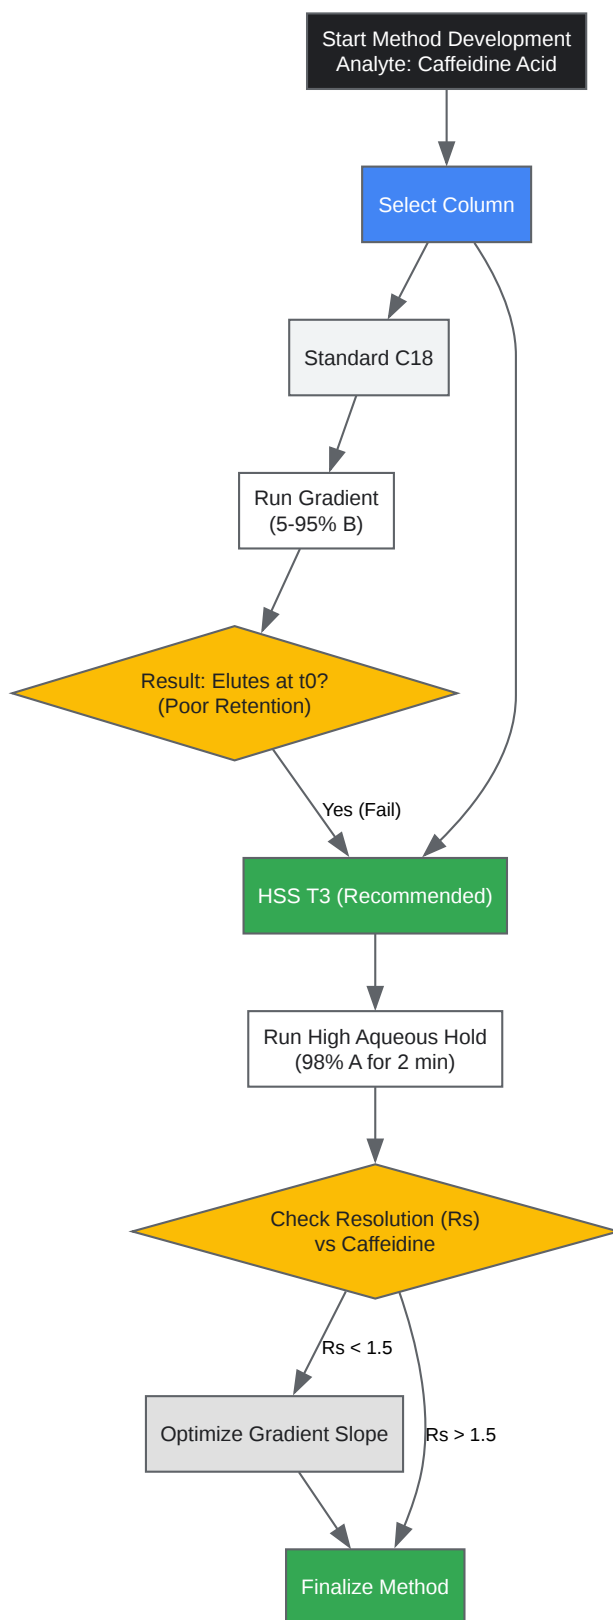 Start Method Development
Analyte: Caffeidine Acid
Select Column
Standard C18
Run Gradient
(5-95% B)
Result: Elutes at t0?
(Poor Retention)
Yes (Fail)
HSS T3 (Recommended)
Run High Aqueous Hold
(98% A for 2 min)
Check Resolution (Rs)
vs Caffeidine
Rs < 1.5
Optimize Gradient Slope
Rs > 1.5
Finalize Method